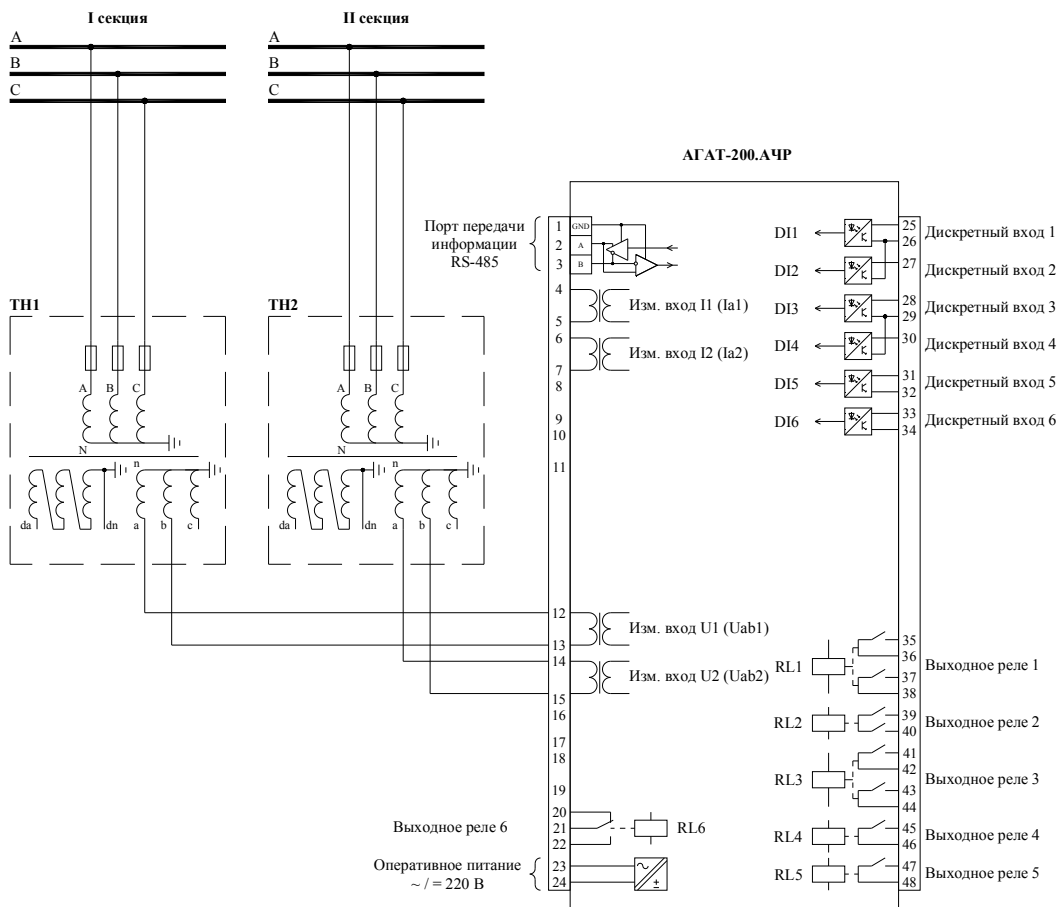 I секция
II секция
A
B
C
A
B
C
АГАТ-200.АЧР
Порт передачи
информации
RS-485
1
2
3
4
5
6
7
8
9
10
11
12
13
14
15
16
17
18
19
20
21
22
23
24
GND
A
B
Изм. вход I1 (Ia1)
Изм. вход I2 (Ia2)
Изм. вход U1 (Uab1)
Изм. вход U2 (Uab2)
Выходное реле 6
RL6
Оперативное питание
~ / = 220 В
~
±
DI1
DI2
DI3
DI4
DI5
DI6
25
26
27
28
29
30
31
32
33
34
Дискретный вход 1
Дискретный вход 2
Дискретный вход 3
Дискретный вход 4
Дискретный вход 5
Дискретный вход 6
RL1
RL2
RL3
RL4
RL5
35
36
37
38
39
40
41
42
43
44
45
46
47
48
Выходное реле 1
Выходное реле 2
Выходное реле 3
Выходное реле 4
Выходное реле 5
ТН1
A
B
C
N
n
da
dn
a
b
c
ТН2
A
B
C
N
n
da
dn
a
b
c